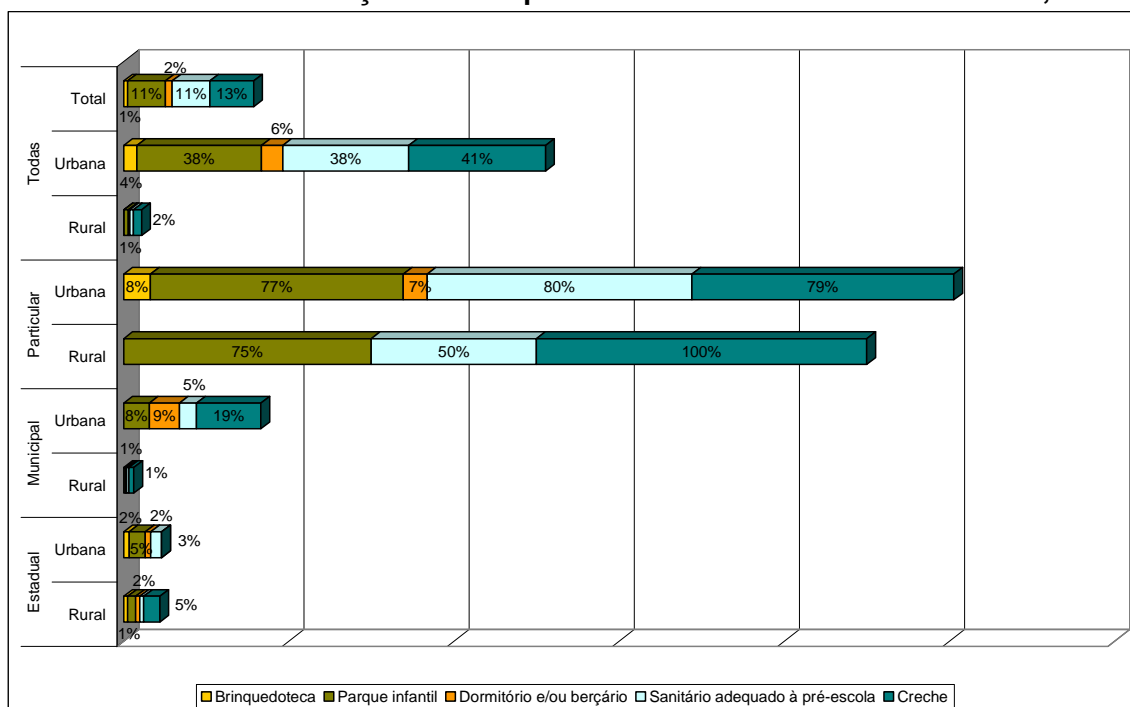 2%
Total
11%
11%
13%
1%
6%
Urbana
38%
38%
41%
4%
Todas
Rural
2%
1%
Urbana
8%
77%
7%
80%
79%
Particular
Rural
75%
50%
100%
5%
Urbana
8%
9%
19%
1%
Municipal
Rural
1%
2%
2%
Urbana
5%
3%
2%
Estadual
Rural
5%
1%
Brinquedoteca Parque infantil Dormitório e/ou berçário Sanitário adequado à pré-escola Creche